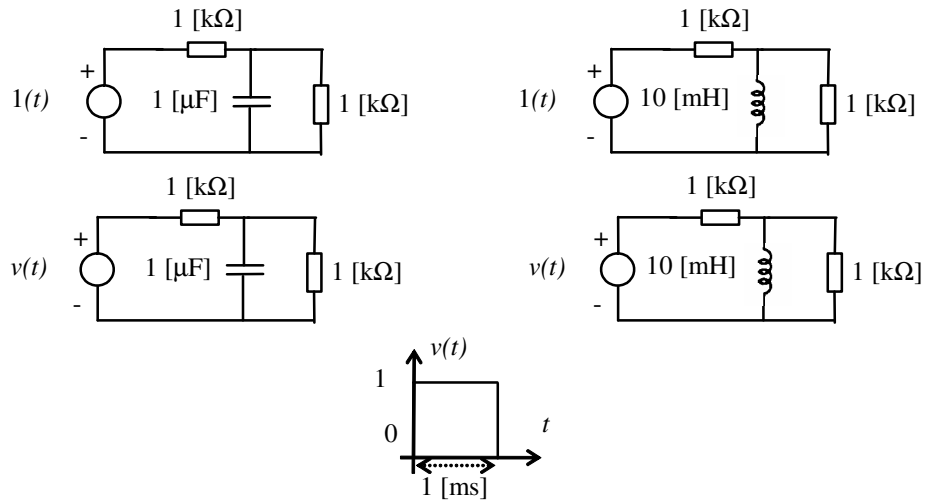 1 [kΩ]
+
1(t)
1 [μF]
1 [kΩ]
-
1 [kΩ]
+
1(t)
10 [mH]
1 [kΩ]
-
1 [kΩ]
+
v(t)
1 [μF]
1 [kΩ]
-
1 [kΩ]
+
v(t)
10 [mH]
1 [kΩ]
-
v(t)
1
0
t
1 [ms]